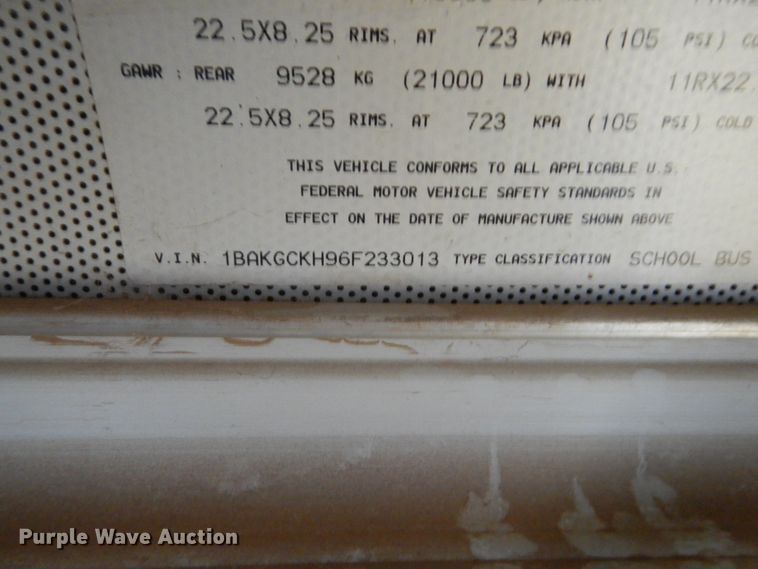 22.5X8.25 RIMS. AT 723 KPA (105 PSI)
GAWR : REAR 9528 KG (21000 LB) WITH 11RX22.
22.5X8.25 RIMS. AT 723 KPA (105 PSI) COLD
THIS VEHICLE CONFORMS TO ALL APPLICABLE U.S.
FEDERAL MOTOR VEHICLE SAFETY STANDARDS IN
EFFECT ON THE DATE OF MANUFACTURE SHOWN ABOVE
V.I.N. 1BAKGCKH96F233013 TYPE CLASSIFICATION SCHOOL BUS
Purple Wave Auction